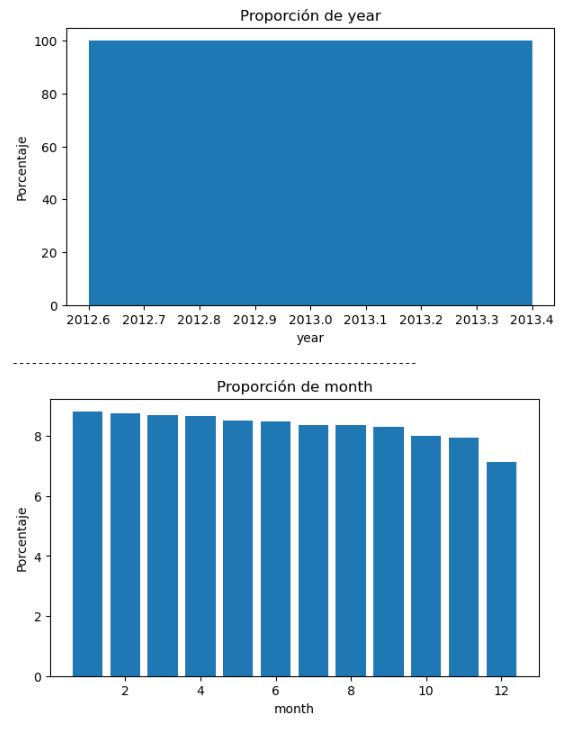 Proporción de year
100
80
60
40
20
0
Porcentaje
2012.6 2012.7 2012.8 2012.9 2013.0 2013.1 2013.2 2013.3 2013.4
year
--------------------------------------------------------
Proporción de month
8
6
4
2
0
Porcentaje
2 4 6 8 10 12
month